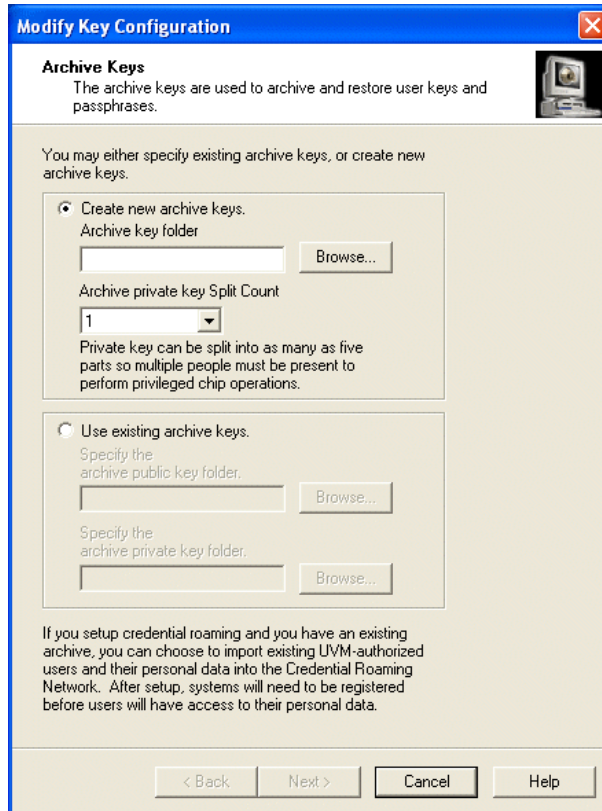 Modify Key Configuration
Archive Keys
The archive keys are used to archive and restore user keys and
passphrases.
You may either specify existing archive keys, or create new
archive keys.
Create new archive keys.
Archive key folder
Browse...
Archive private key Split Count
1
Private key can be split into as many as five
parts so multiple people must be present to
perform privileged chip operations.
Use existing archive keys.
Specify the
archive public key folder.
Browse...
Specify the
archive private key folder.
Browse...
If you setup credential roaming and you have an existing
archive, you can choose to import existing UVM-authorized
users and their personal data into the Credential Roaming
Network. After setup, systems will need to be registered
before users will have access to their personal data.
< Back Next > Cancel Help